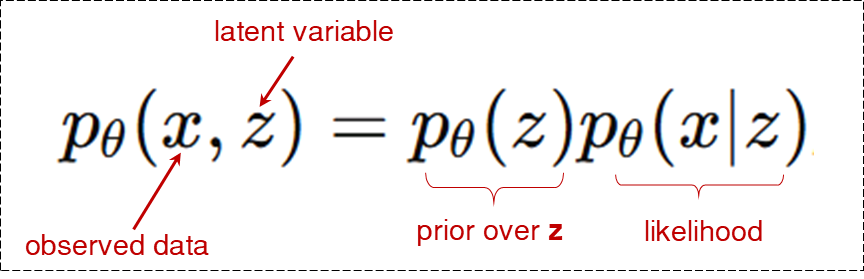 latent variable
pθ(x, z) = pθ(z)pθ(x|z)
observed data
prior over z
likelihood